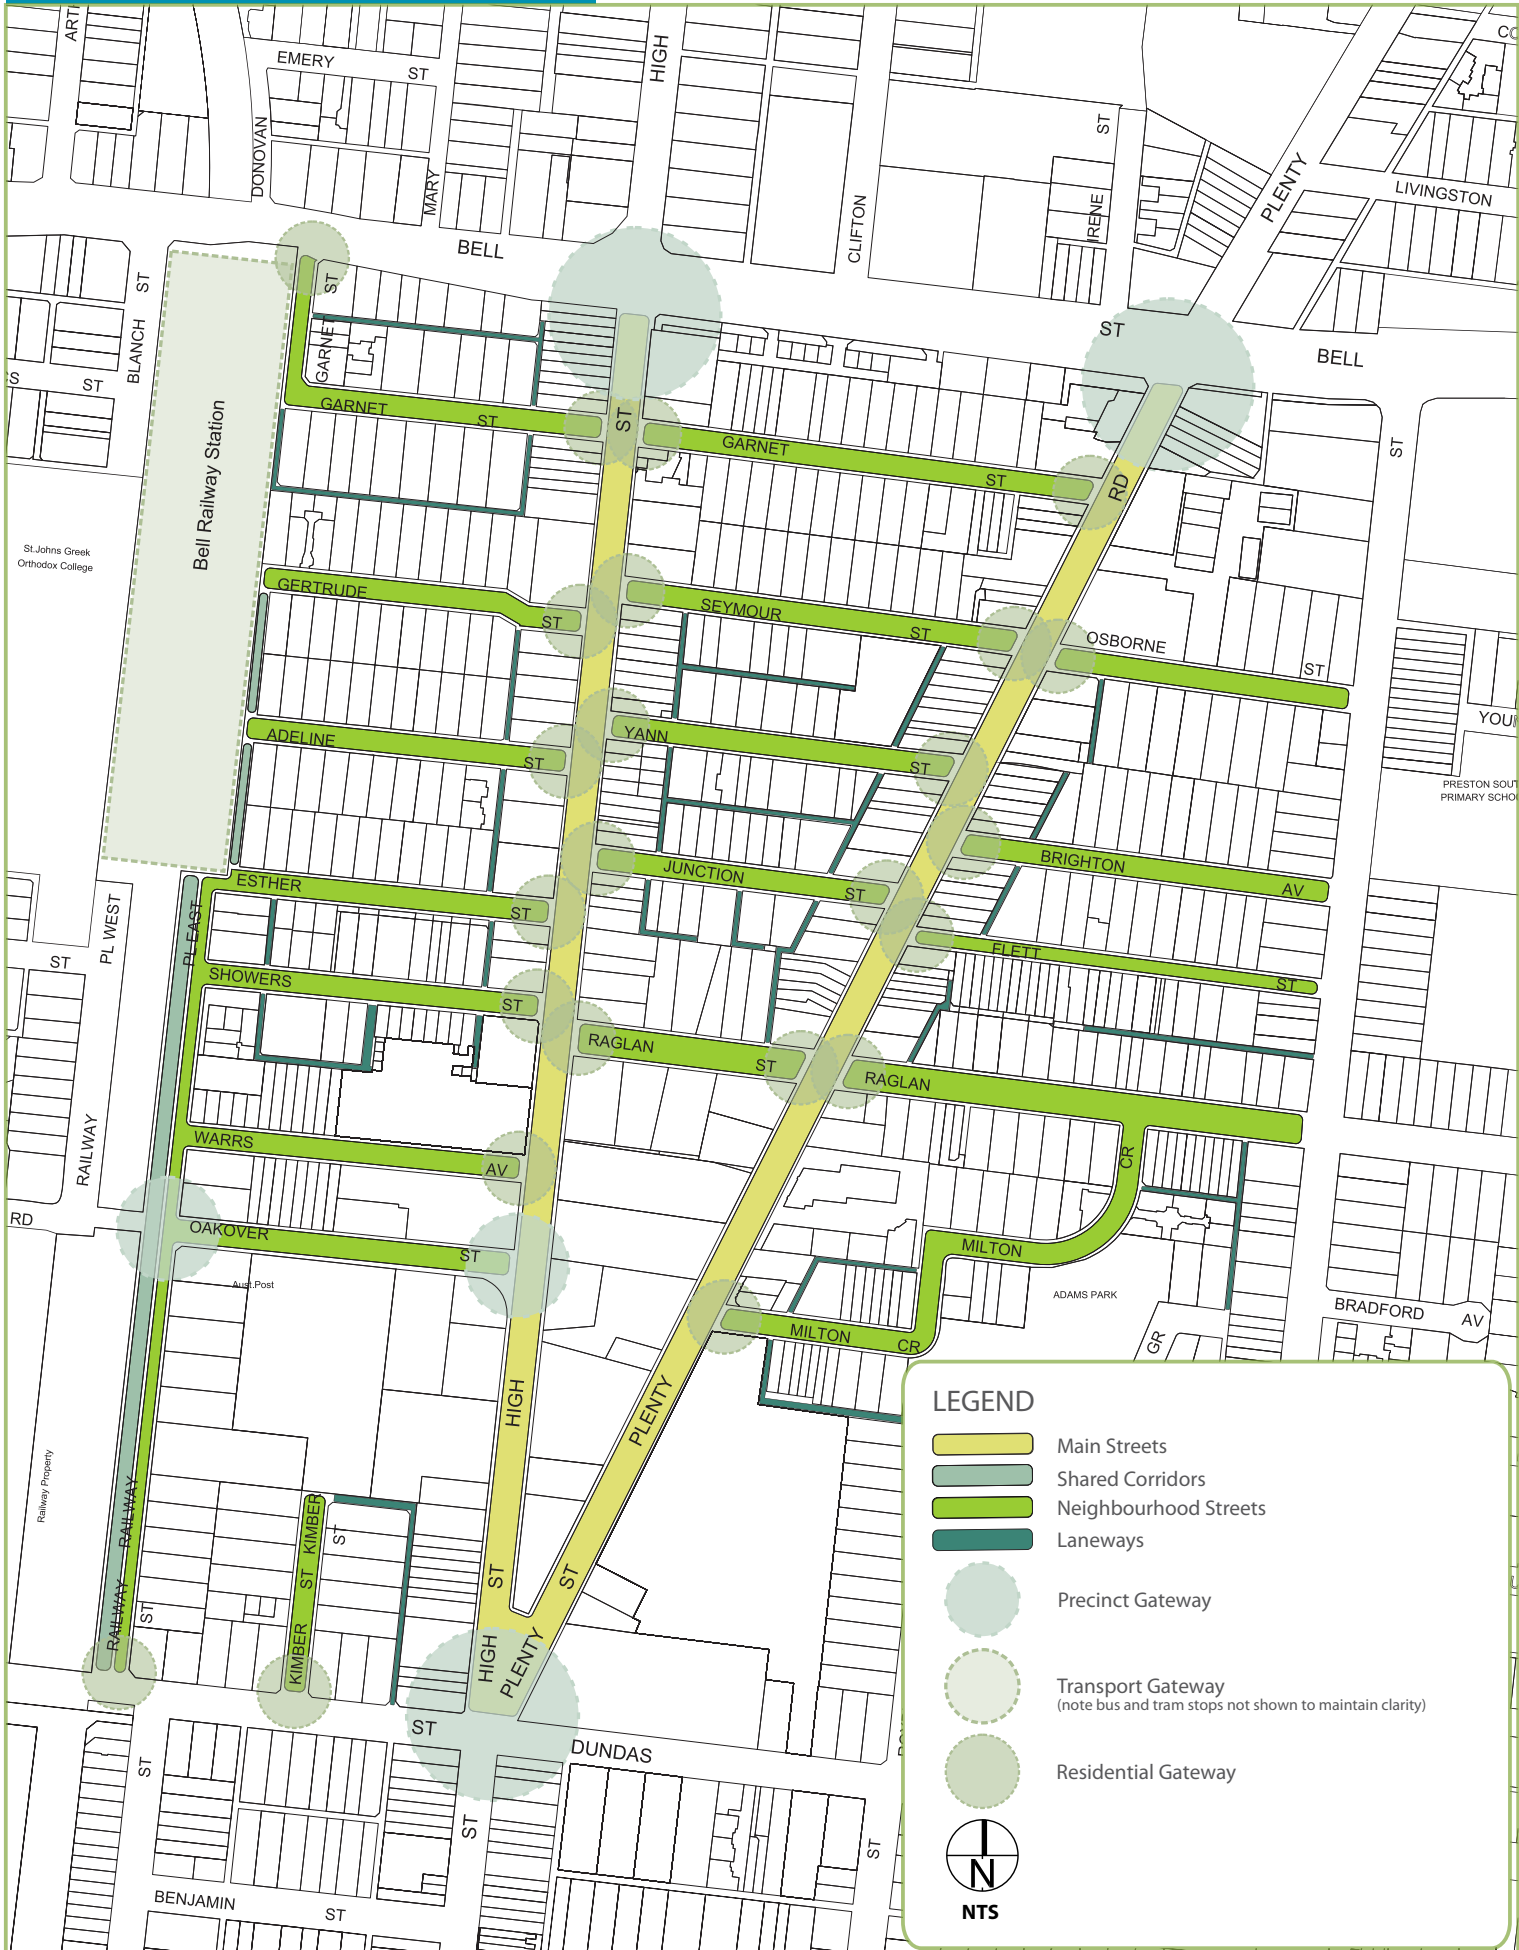 EMERY
ST
HIGH
DONOVAN
MARY
ST
IRENE
PLENTY
LIVINGSTON
CLIFTON
BELL
ST
BELL
ST
BLANCH
ST
GARNET
ST
ST
GARNET
ST
ST
GARNET
ST
RD
ST
Bell Railway Station
St.Johns Greek
Orthodox College
GERTRUDE
ST
SEYMOUR
ST
OSBORNE
ST
ADELINE
ST
YANN
ST
PRESTON SOUT
PRIMARY SCHO
ESTHER
ST
JUNCTION
ST
BRIGHTON
AV
PL WEST
PL EAST
ST
SHOWERS
ST
FLETT
ST
RAGLAN
ST
RAGLAN
CR
RAILWAY
WARRS
AV
RD
OAKOVER
ST
Aust.Post
MILTON
ADAMS PARK
MILTON
CR
GR
BRADFORD
AV
HIGH
PLENTY
Railway Property
RAILWAY
RAILWAY
ST
KIMBER
ST
ST
KIMBER
ST
ST
HIGH
PLENTY
ST
DUNDAS
ST
ST
ST
BENJAMIN
ST
LEGEND
Main Streets
Shared Corridors
Neighbourhood Streets
Laneways
Precinct Gateway
Transport Gateway
(note bus and tram stops not shown to maintain clarity)
Residential Gateway
N
NTS